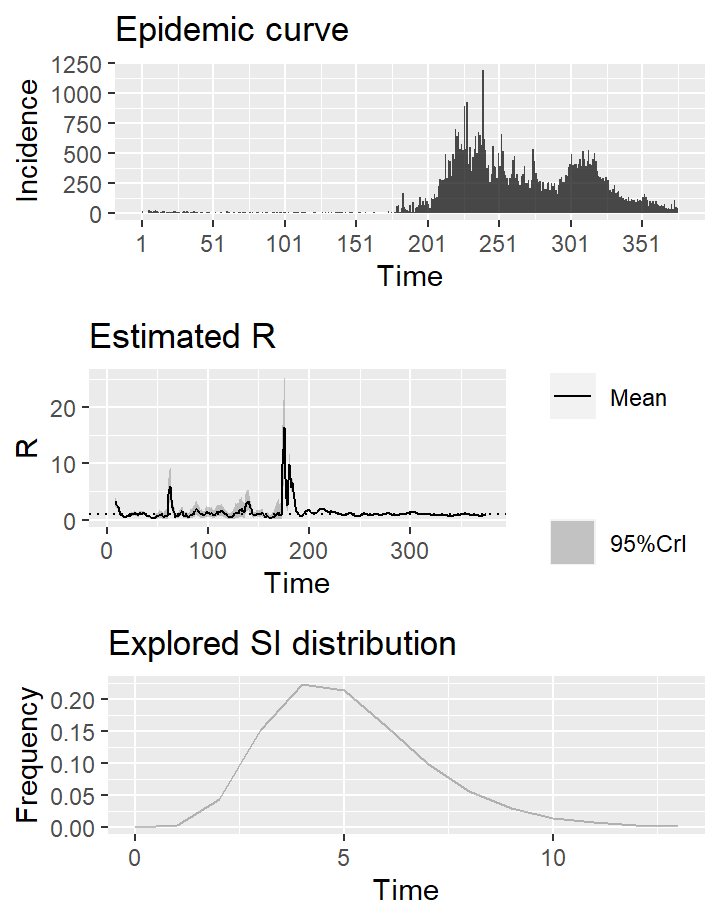 Epidemic curve
1250
1000
750
500
250
0
Incidence
1 51 101 151 201 251 301 351
Time
Estimated R
20
10
0
R
0 100 200 300
Time
Mean
95%CrI
Explored SI distribution
0.20
0.15
0.10
0.05
0.00
Frequency
0 5 10
Time